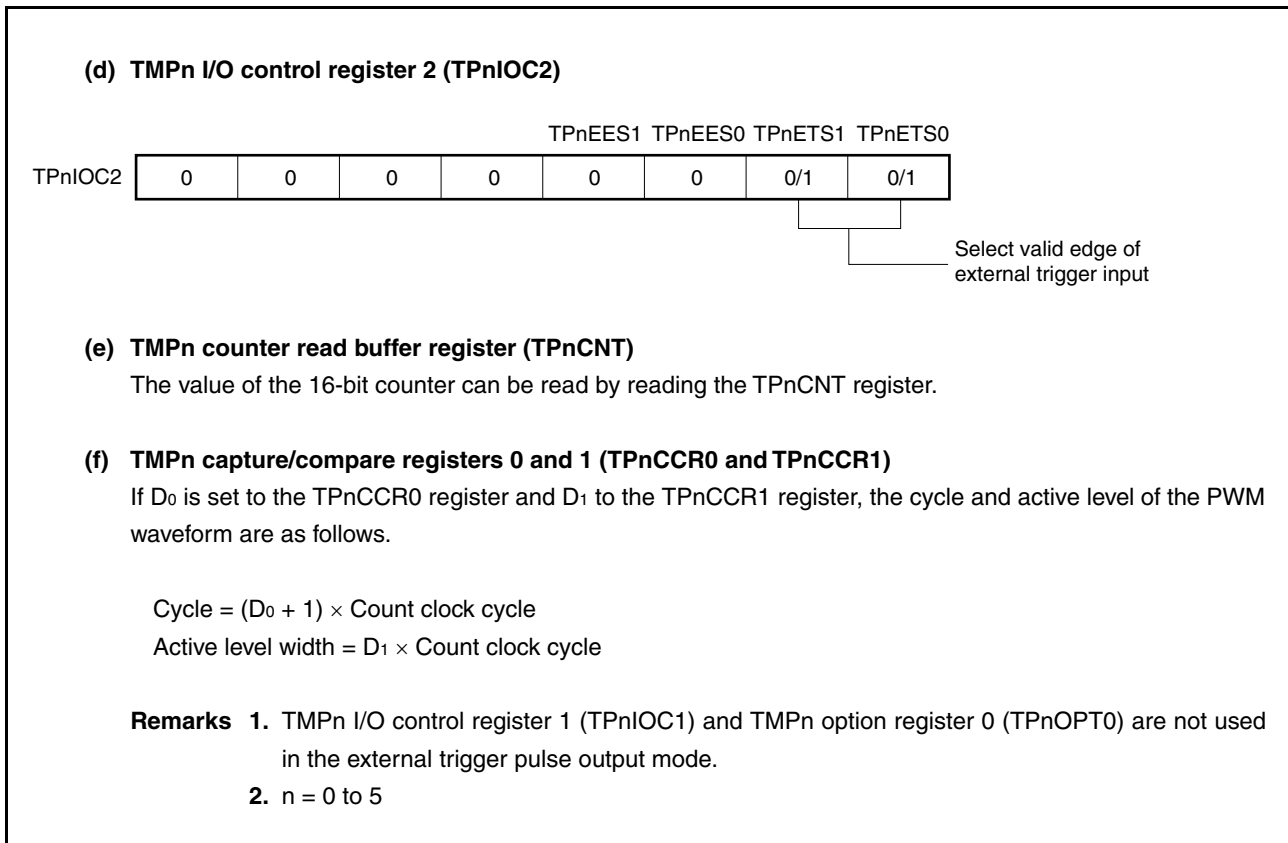 (d) TMPn I/O control register 2 (TPnIOC2)
TPnEES1 TPnEES0 TPnETS1 TPnETS0
TPnIOC2 0 0 0 0 0 0 0/1 0/1
Select valid edge of
external trigger input
(e) TMPn counter read buffer register (TPnCNT)
The value of the 16-bit counter can be read by reading the TPnCNT register.
(f) TMPn capture/compare registers 0 and 1 (TPnCCR0 and TPnCCR1)
If D0 is set to the TPnCCR0 register and D1 to the TPnCCR1 register, the cycle and active level of the PWM
waveform are as follows.
Cycle = (D0 + 1) × Count clock cycle
Active level width = D1 × Count clock cycle
Remarks 1. TMPn I/O control register 1 (TPnIOC1) and TMPn option register 0 (TPnOPT0) are not used
in the external trigger pulse output mode.
2. n = 0 to 5